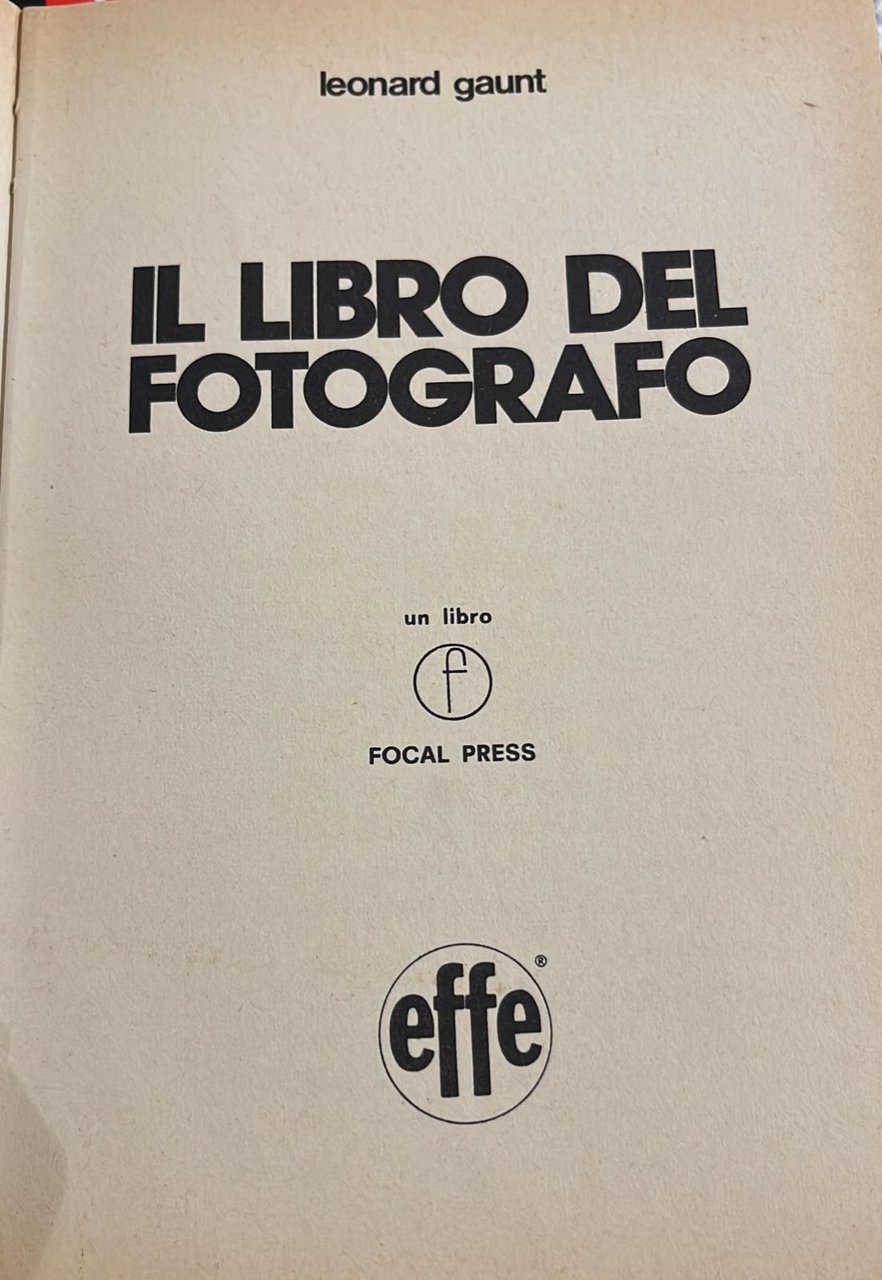 leonard gaunt
IL LIBRO DEL
FOTOGRAFO
un libro
f
FOCAL PRESS
effe®